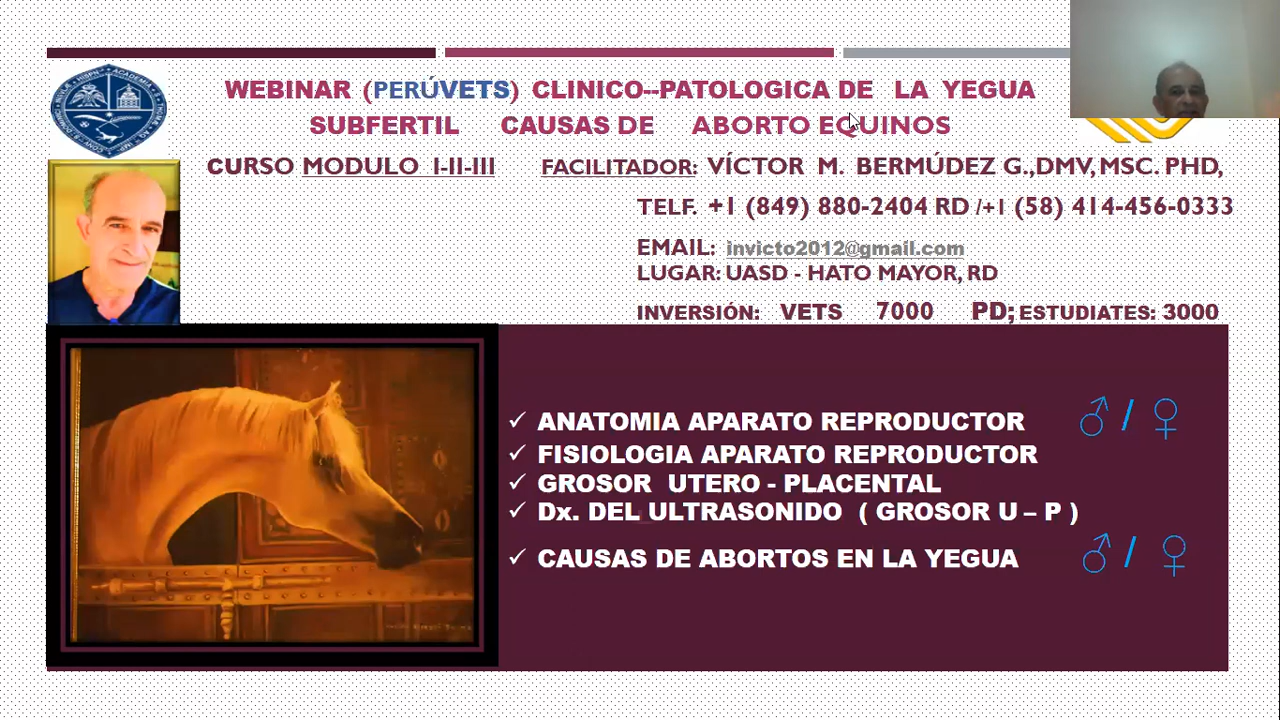 WEBINAR (PERÚVETS) CLINICO--PATOLOGICA DE LA YEGUA
SUBFERTIL CAUSAS DE ABORTO EQUINOS
CURSO MODULO I-II-III FACILITADOR: VÍCTOR M. BERMÚDEZ G.,DMV, MSC. PHD,
TELF. +1 (849) 880-2404 RD /+1 (58) 414-456-0333
EMAIL: invicto2012@gmail.com
LUGAR: UASD - HATO MAYOR, RD
INVERSIÓN: VETS 7000 PD; ESTUDIATES: 3000
✓ ANATOMIA APARATO REPRODUCTOR ♂ / ♀
✓ FISIOLOGIA APARATO REPRODUCTOR
✓ GROSOR UTERO - PLACENTAL
✓ Dx. DEL ULTRASONIDO ( GROSOR U – P )
✓ CAUSAS DE ABORTOS EN LA YEGUA ♂ / ♀